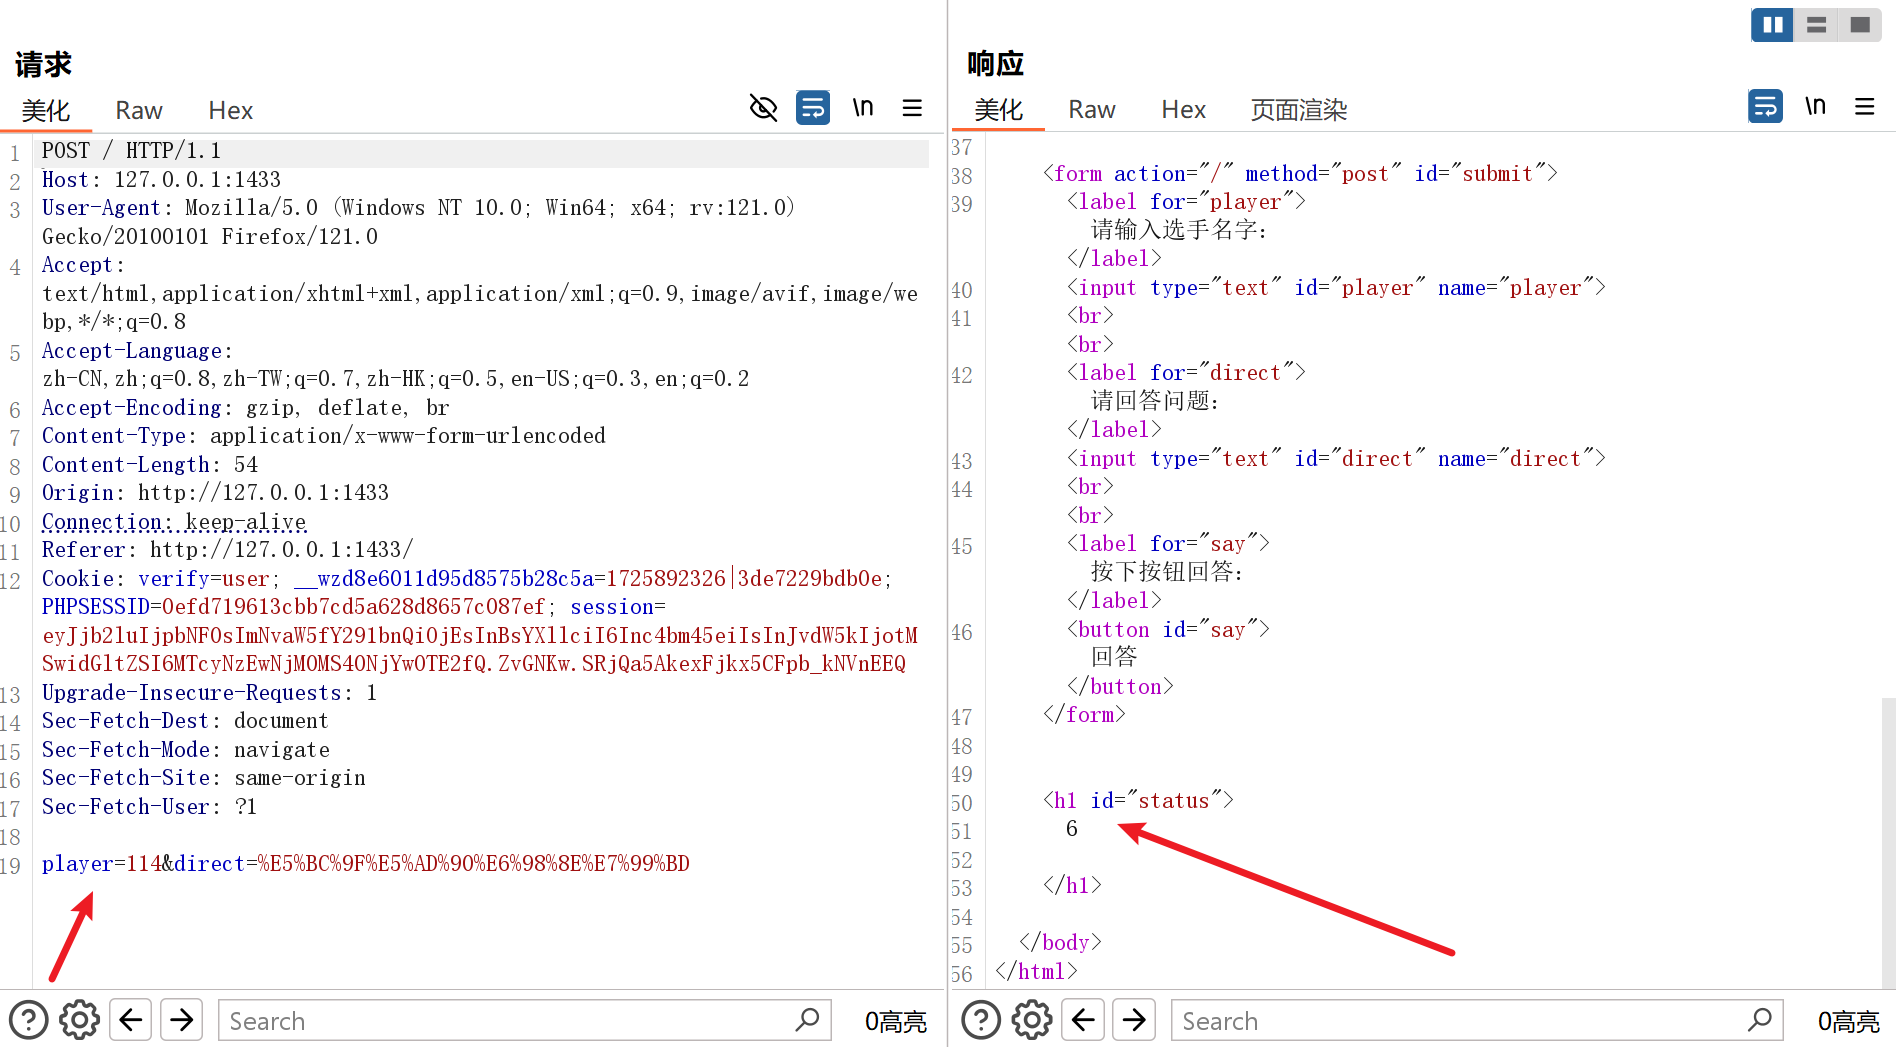 请求
美化 Raw Hex \n
1 POST / HTTP/1.1
2 Host: 127.0.0.1:1433
3 User-Agent: Mozilla/5.0 (Windows NT 10.0; Win64; x64; rv:121.0)
Gecko/20100101 Firefox/121.0
4 Accept:
text/html,application/xhtml+xml,application/xml;q=0.9,image/avif,image/we
bp,*/*;q=0.8
5 Accept-Language:
zh-CN,zh;q=0.8,zh-TW;q=0.7,zh-HK;q=0.5,en-US;q=0.3,en;q=0.2
6 Accept-Encoding: gzip, deflate, br
7 Content-Type: application/x-www-form-urlencoded
8 Content-Length: 54
9 Origin: http://127.0.0.1:1433
10 Connection: keep-alive
11 Referer: http://127.0.0.1:1433/
12 Cookie: verify=user; __wzd8e6011d95d8575b28c5a=1725892326|3de7229bdb0e;
PHPSESSID=0efd719613cbb7cd5a628d8657c087ef; session=
eyJjb2luIjpbNF0sImNvaW5fY291bnQiOjEsInBsYXllciI6Inc4bm45eiIsInJvdW5kIjotM
SwidGltZSI6MTcyNzEwNjM0MS40NjYwOTE2fQ.ZvGNKw.SRjQa5AkexFjkx5CFpb_kNVnEEQ
13 Upgrade-Insecure-Requests: 1
14 Sec-Fetch-Dest: document
15 Sec-Fetch-Mode: navigate
16 Sec-Fetch-Site: same-origin
17 Sec-Fetch-User: ?1
18
19 player=114&direct=%E5%BC%9F%E5%AD%90%E6%98%8E%E7%99%BD
Search 0高亮
响应
美化 Raw Hex 页面渲染 \n
37
38 <form action="/" method="post" id="submit">
39 <label for="player">
请输入选手名字:
</label>
40 <input type="text" id="player" name="player">
41 <br>
<br>
42 <label for="direct">
请回答问题:
</label>
43 <input type="text" id="direct" name="direct">
44 <br>
<br>
45 <label for="say">
按下按钮回答:
</label>
46 <button id="say">
回答
</button>
47 </form>
48
49
50 <h1 id="status">
51 6
52
53 </h1>
54
55 </body>
56 </html>
Search 0高亮